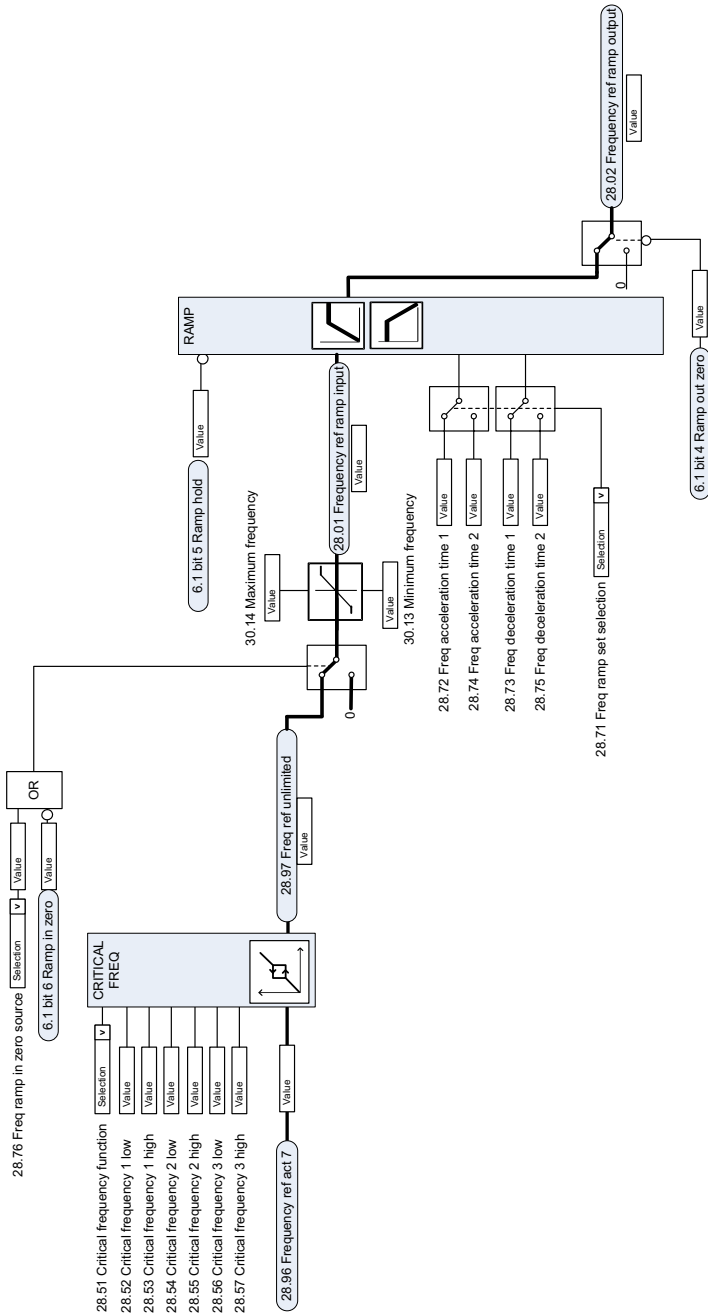 28.76 Freq ramp in zero source
Selection
v
Value
6.1 bit 6 Ramp in zero
Value
OR
28.51 Critical frequency function
Selection
v
28.52 Critical frequency 1 low
Value
28.53 Critical frequency 1 high
Value
28.54 Critical frequency 2 low
Value
28.55 Critical frequency 2 high
Value
28.56 Critical frequency 3 low
Value
28.57 Critical frequency 3 high
Value
28.96 Frequency ref act 7
Value
CRITICAL
FREQ
28.97 Freq ref unlimited
Value
0
30.14 Maximum frequency
Value
30.13 Minimum frequency
Value
6.1 bit 5 Ramp hold
Value
28.01 Frequency ref ramp input
Value
RAMP
28.72 Freq acceleration time 1
Value
28.74 Freq acceleration time 2
Value
28.73 Freq deceleration time 1
Value
28.75 Freq deceleration time 2
Value
28.71 Freq ramp set selection
Selection
v
0
28.02 Frequency ref ramp output
Value
6.1 bit 4 Ramp out zero
Value